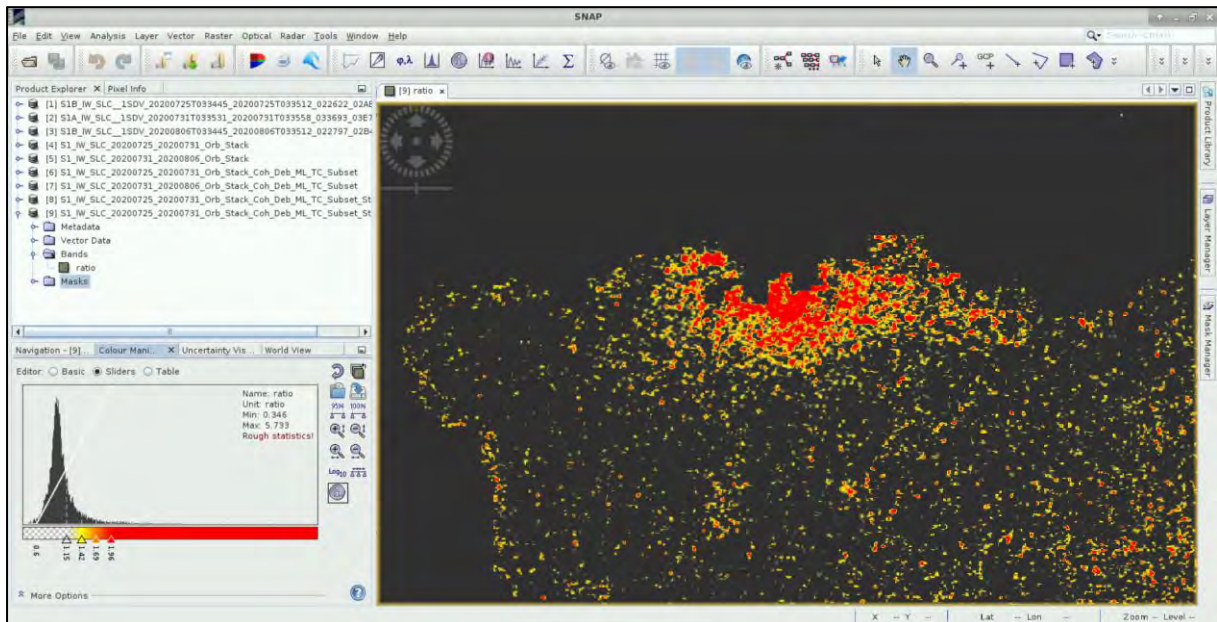 SNAP
File Edit View Analysis Layer Vector Raster Optical Radar Tools Window Help
φ,λ Σ GCP
Product Explorer X Pixel Info
[9] ratio x
[1] S1B_IW_SLC__1SDV_20200725T033445_20200725T033512_022622_02AE
[2] S1A_IW_SLC__1SDV_20200731T033531_20200731T033558_033693_03E7
[3] S1B_IW_SLC__1SDV_20200806T033445_20200806T033512_022797_02B4
[4] S1_IW_SLC_20200725_20200731_Orb_Stack
[5] S1_IW_SLC_20200731_20200806_Orb_Stack
[6] S1_IW_SLC_20200725_20200731_Orb_Stack_Coh_Deb_ML_TC_Subset
[7] S1_IW_SLC_20200731_20200806_Orb_Stack_Coh_Deb_ML_TC_Subset
[8] S1_IW_SLC_20200725_20200731_Orb_Stack_Coh_Deb_ML_TC_Subset_St
[9] S1_IW_SLC_20200725_20200731_Orb_Stack_Coh_Deb_ML_TC_Subset_St
Metadata
Vector Data
Bands
ratio
Masks
Product Library
Layer Manager
Mask Manager
Navigation - [9]... Colour Mani... X Uncertainty Vis... World View
Editor: Basic Sliders Table
Name: ratio
Unit: ratio
Min: 0.346
Max: 5.733
Rough statistics!
95% 100%
Log10
0.6 1.15 1.42 1.69 1.96
More Options
X -- Y -- Lat -- Lon -- Zoom -- Level --